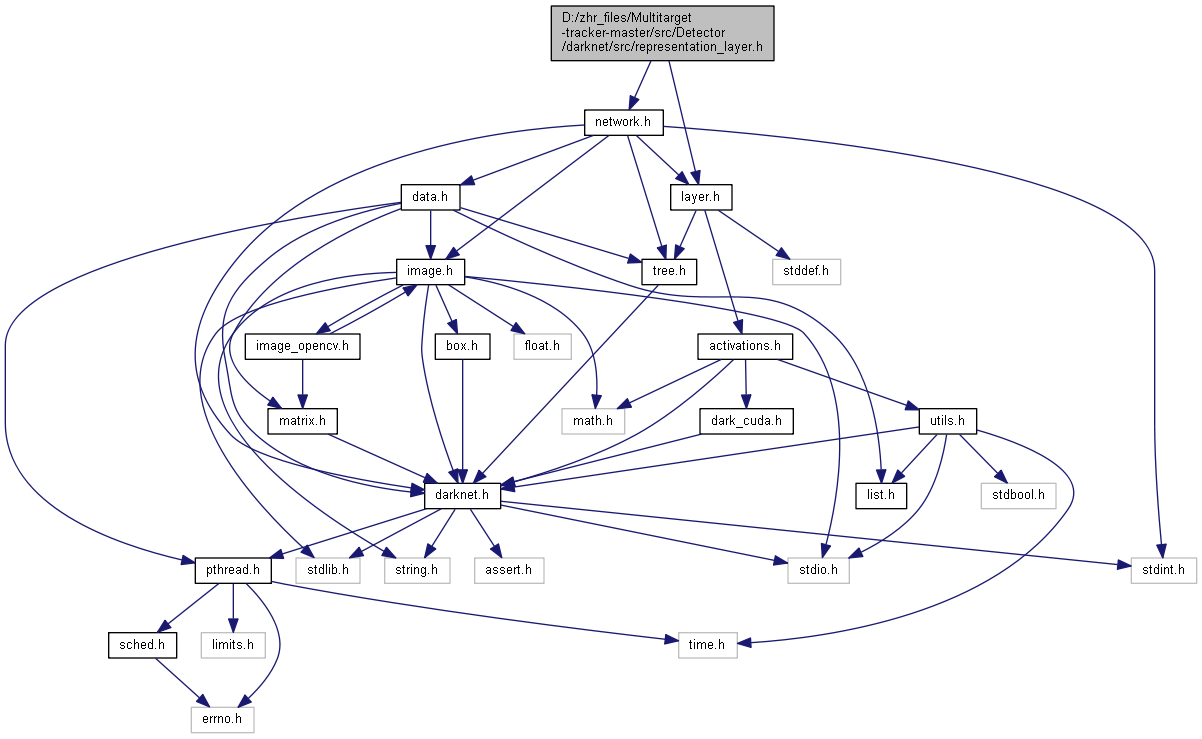 D:/zhr_files/Multitarget
-tracker-master/src/Detector
/darknet/src/representation_layer.h
network.h
data.h
layer.h
image.h
tree.h
stddef.h
image_opencv.h
box.h
float.h
activations.h
matrix.h
math.h
dark_cuda.h
utils.h
darknet.h
list.h
stdbool.h
pthread.h
stdlib.h
string.h
assert.h
stdio.h
stdint.h
sched.h
limits.h
time.h
errno.h